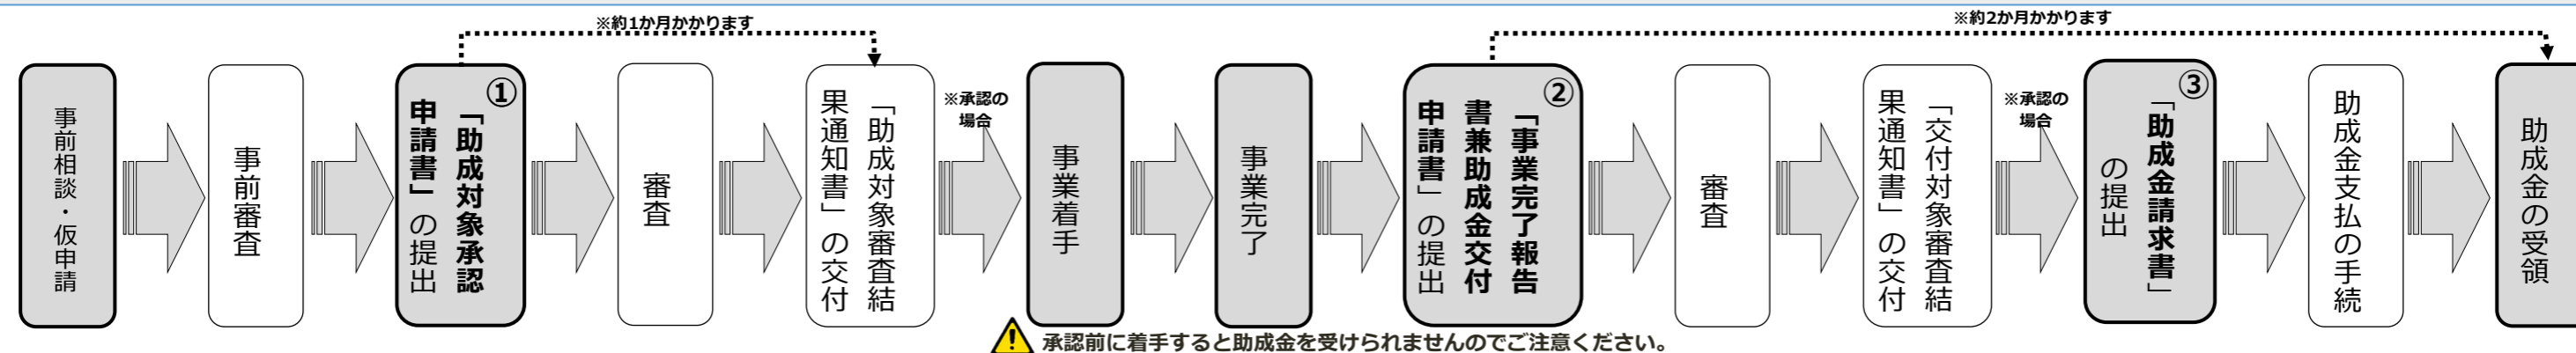 ※約1か月かかります
※約2か月かかります
事前相談・仮申請
事前審査
①
「助成対象承認
申請書」の提出
審査
「助成対象審査結
果通知書」の交付
※承認の
場合
事業着手
事業完了
②
「事業完了報告
書兼助成金交付
申請書」の提出
審査
「交付対象審査結
果通知書」の交付
※承認の
場合
③
「助成金請求書」
の提出
助成金支払の手続
助成金の受領
承認前に着手すると助成金を受けられませんのでご注意ください。